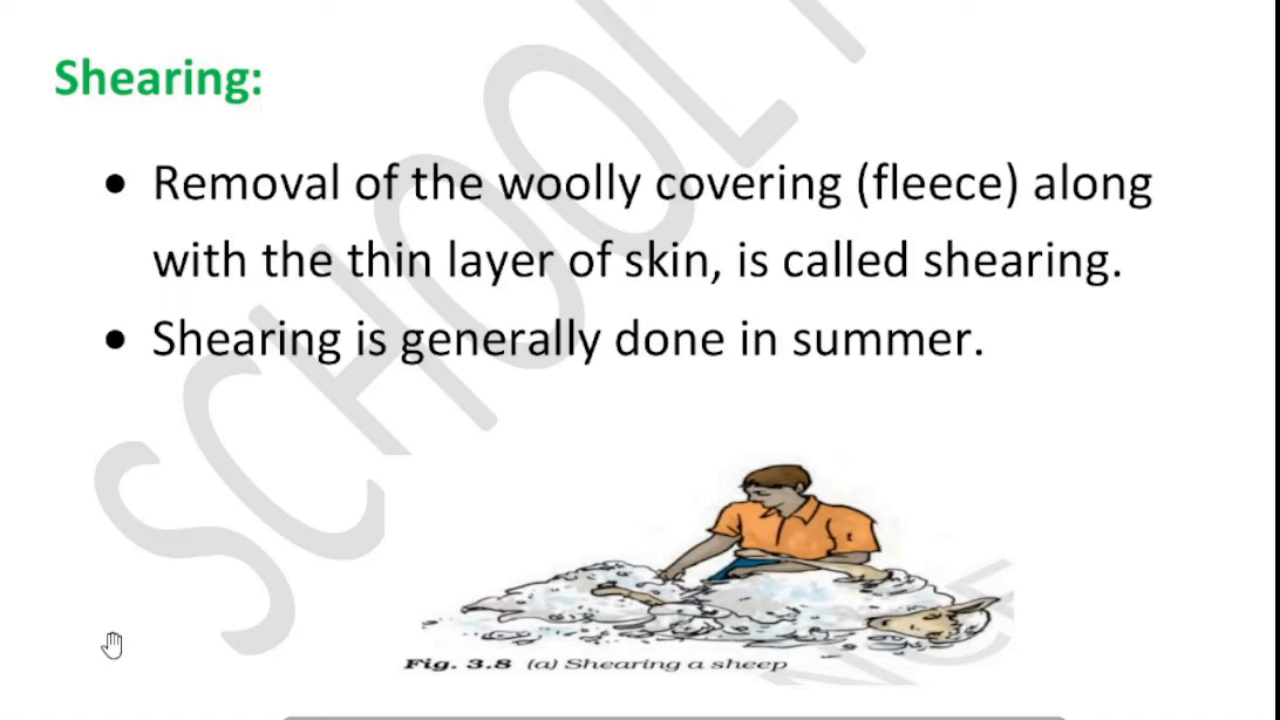 Shearing:
• Removal of the woolly covering (fleece) along
with the thin layer of skin, is called shearing.
• Shearing is generally done in summer.
SCHOOL
Fig. 3.8 (a) Shearing a sheep